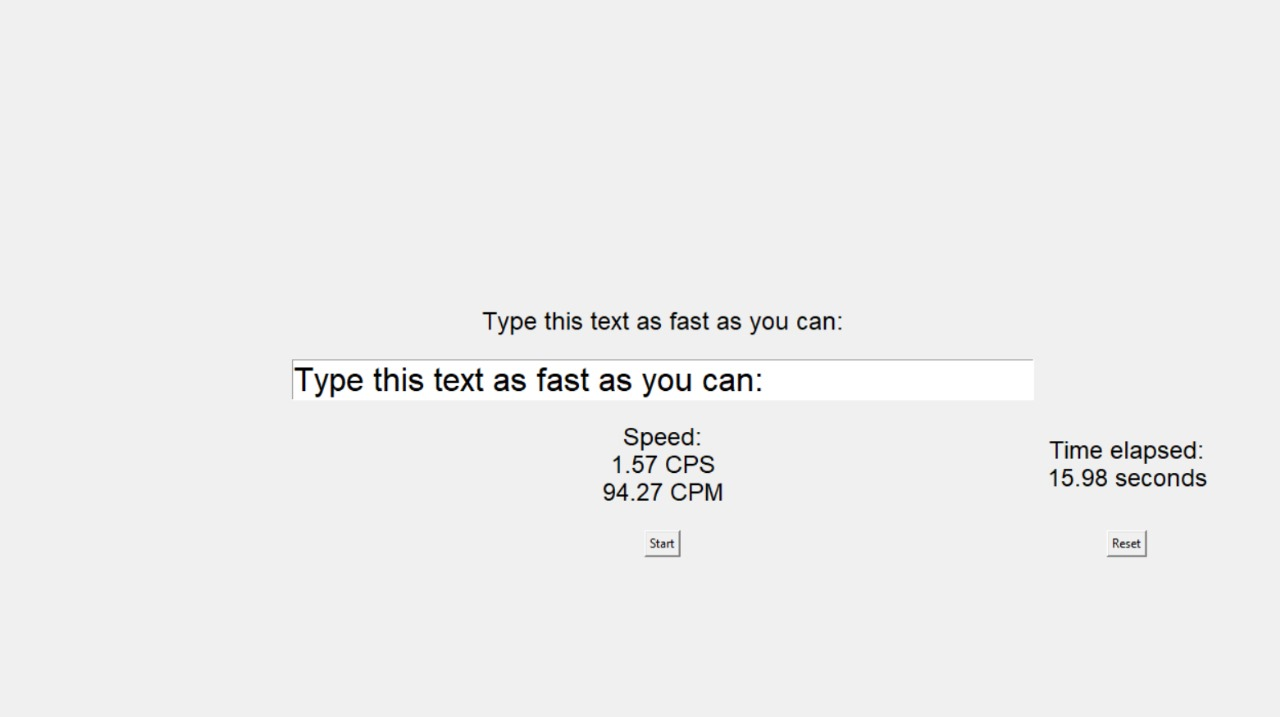 Type this text as fast as you can:
Type this text as fast as you can:
Speed:
1.57 CPS
94.27 CPM
Time elapsed:
15.98 seconds
Start
Reset